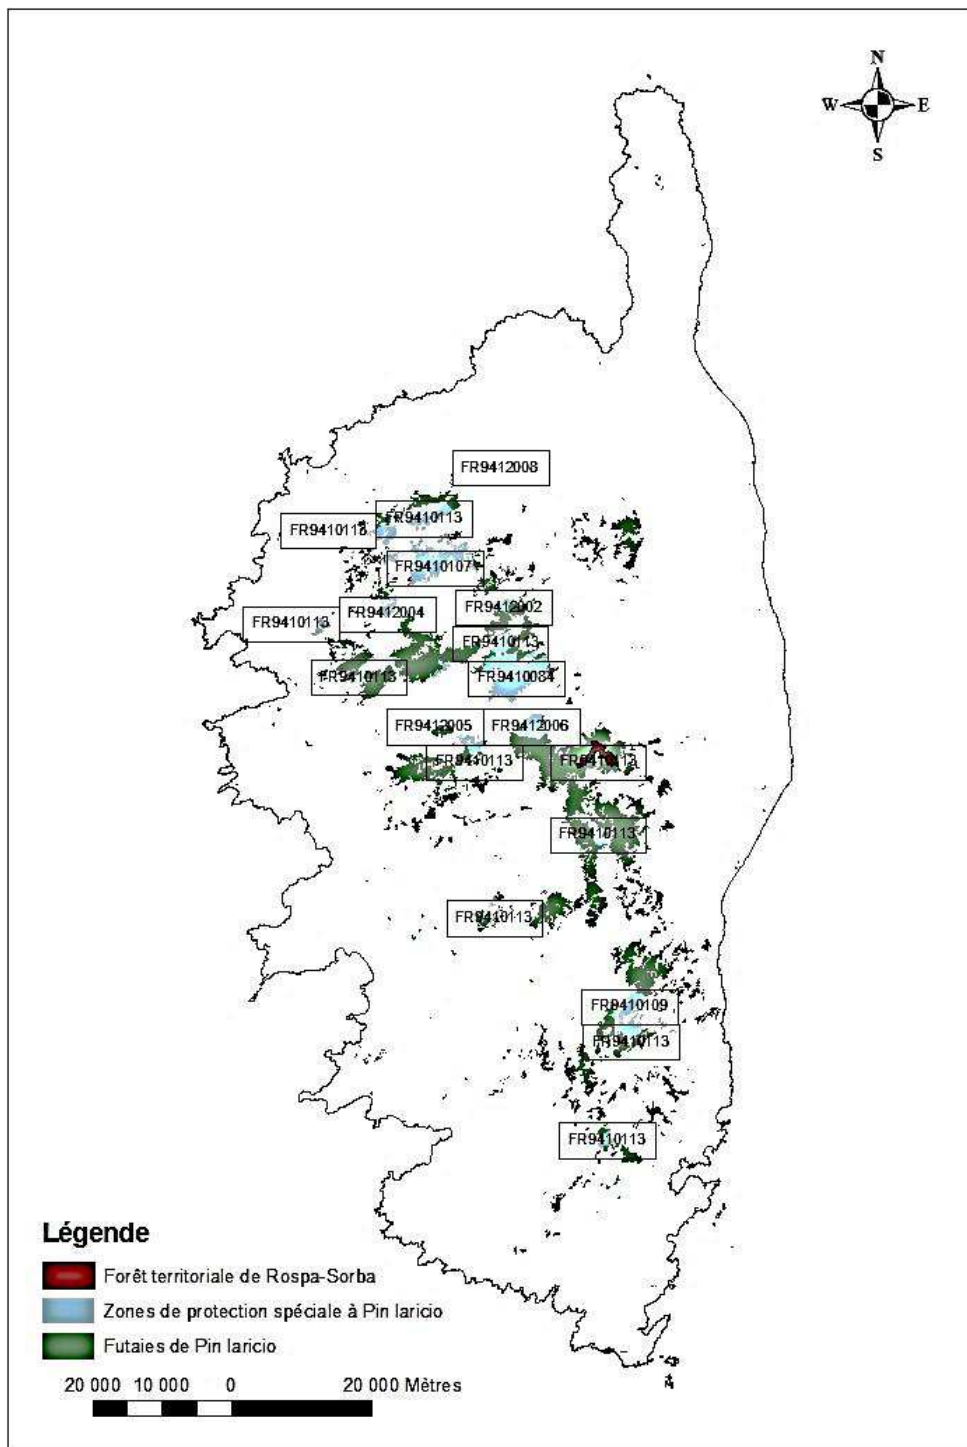 N
W E
S
FR9412008
FR9410113
FR9410113
FR9410107
FR9412004
FR9412002
FR9410113
FR9410113
FR9410113
FR9410084
FR9412005
FR9412006
FR9410113
FR9410113
FR9410113
FR9410113
FR9410109
FR9410113
FR9410113
Légende
Forêt territoriale de Rospa-Sorba
Zones de protection spéciale à Pin laricio
Futaies de Pin laricio
20 000 10 000 0 20 000 Mètres